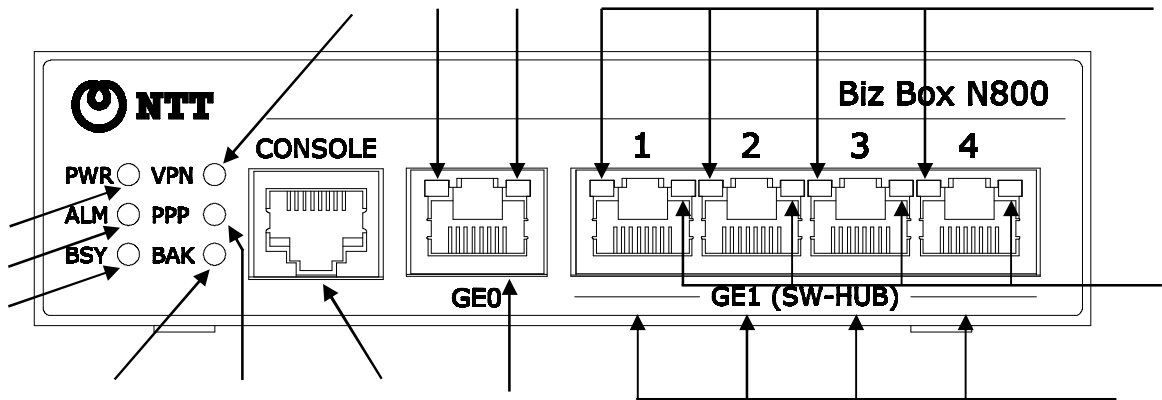 NTT
Biz Box N800
CONSOLE
1 2 3 4
PWR VPN
ALM PPP
BSY BAK
GE0
GE1 (SW-HUB)